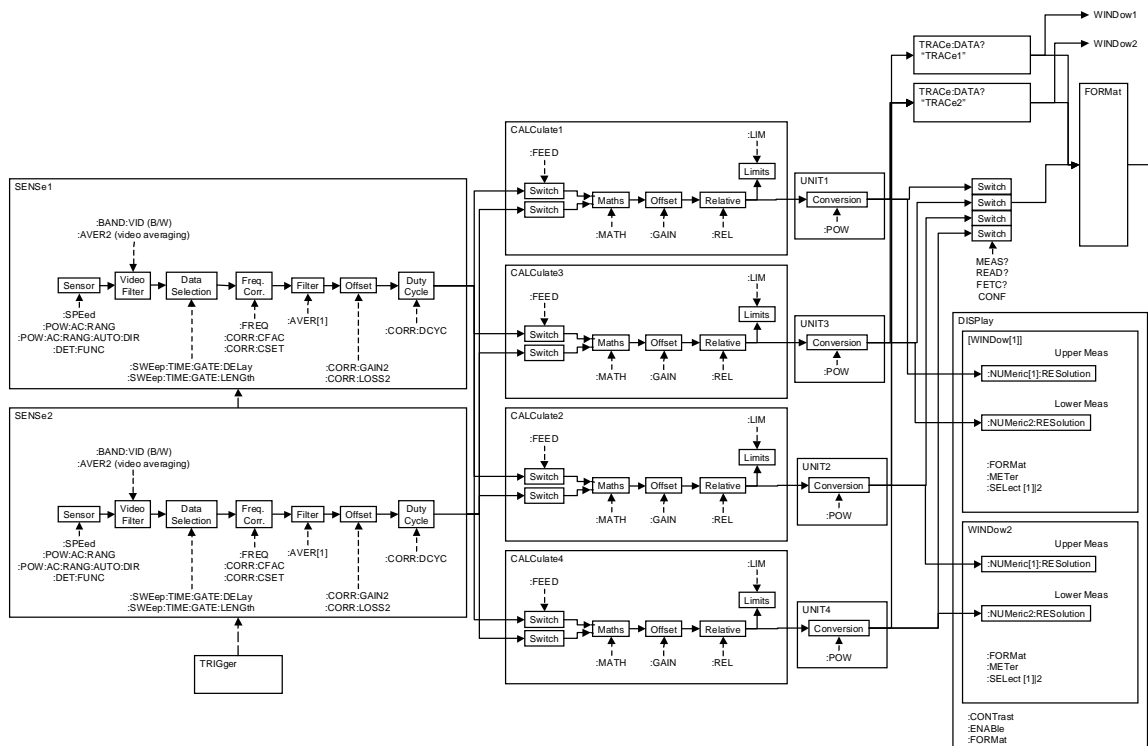 WINDow1
WINDow2
TRACe:DATA?
"TRACe1"
TRACe:DATA?
"TRACe2"
FORMat
SENSe1
:BAND:VID (B/W)
:AVER2 (video averaging)
Sensor
Video
Filter
Data
Selection
Freq.
Corr.
Filter
Offset
Duty
Cycle
:SPEed
:POW:AC:RANG
:POW:AC:RANG:AUTO:DIR
:DET:FUNC
:FREQ
:CORR:CFAC
:CORR:CSET
:AVER[1]
:CORR:DCYC
:SWEep:TIME:GATE:DELay
:SWEep:TIME:GATE:LENGth
:CORR:GAIN2
:CORR:LOSS2
SENSe2
:BAND:VID (B/W)
:AVER2 (video averaging)
Sensor
Video
Filter
Data
Selection
Freq.
Corr.
Filter
Offset
Duty
Cycle
:SPEed
:POW:AC:RANG
:POW:AC:RANG:AUTO:DIR
:DET:FUNC
:FREQ
:CORR:CFAC
:CORR:CSET
:AVER[1]
:CORR:DCYC
:SWEep:TIME:GATE:DELay
:SWEep:TIME:GATE:LENGth
:CORR:GAIN2
:CORR:LOSS2
TRIGger
CALCulate1
:FEED
:LIM
Limits
Switch
Switch
Maths
Offset
Relative
:MATH
:GAIN
:REL
UNIT1
Conversion
:POW
CALCulate3
:FEED
:LIM
Limits
Switch
Switch
Maths
Offset
Relative
:MATH
:GAIN
:REL
UNIT3
Conversion
:POW
CALCulate2
:FEED
:LIM
Limits
Switch
Switch
Maths
Offset
Relative
:MATH
:GAIN
:REL
UNIT2
Conversion
:POW
CALCulate4
:FEED
:LIM
Limits
Switch
Switch
Maths
Offset
Relative
:MATH
:GAIN
:REL
UNIT4
Conversion
:POW
Switch
Switch
Switch
Switch
MEAS?
READ?
FETC?
CONF
DISPlay
[WINDow[1]]
Upper Meas
:NUMeric[1]:RESolution
Lower Meas
:NUMeric2:RESolution
:FORMat
:METer
:SELect [1]|2
WINDow2
Upper Meas
:NUMeric[1]:RESolution
Lower Meas
:NUMeric2:RESolution
:FORMat
:METer
:SELect [1]|2
:CONTrast
:ENABle
:FORMat